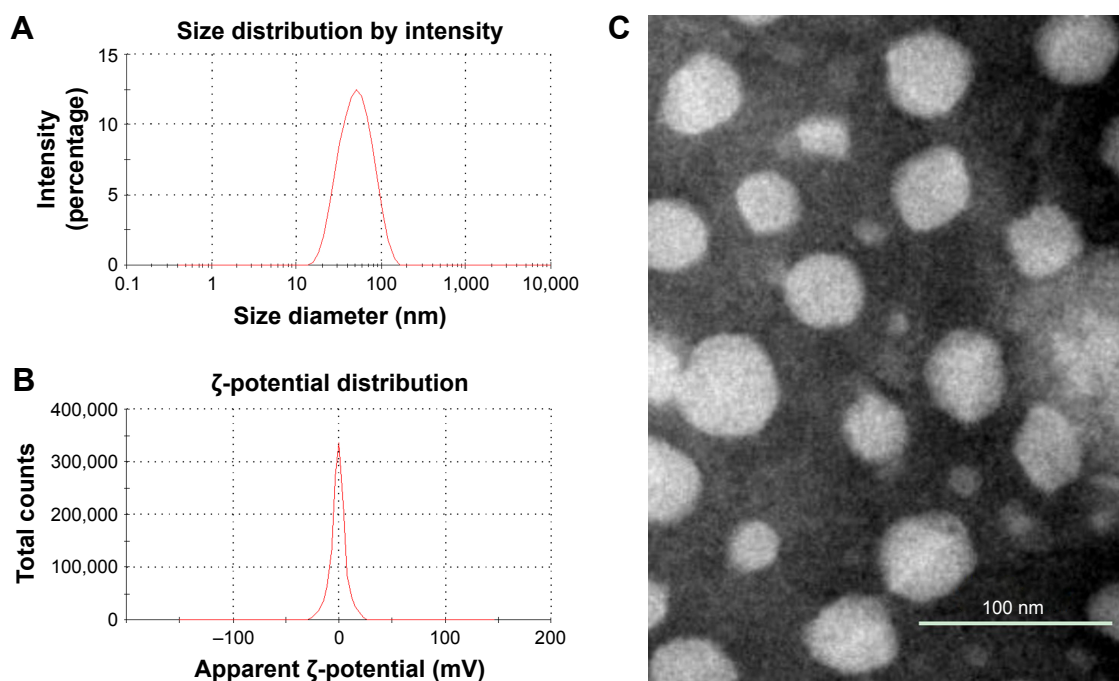 A
Size distribution by intensity
Intensity
(percentage)
15
10
5
0
0.1 1 10 100 1,000 10,000
Size diameter (nm)
B
ζ-potential distribution
Total counts
400,000
300,000
200,000
100,000
0
–100 0 100 200
Apparent ζ-potential (mV)
C
100 nm